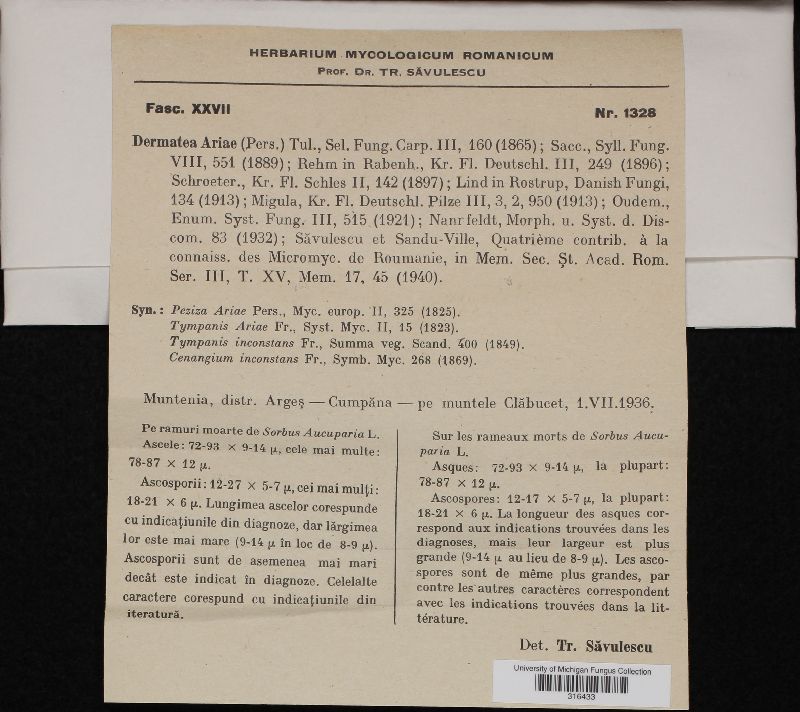 HERBARIUM MYCOLOGICUM ROMANICUM
PROF. DR. TR. SĂVULESCU
Fasc. XXVII
Nr. 1328
Dermatea Ariae (Pers.) Tul., Sel. Fung. Carp. III, 160 (1865); Sacc., Syll. Fung.
VIII, 551 (1889); Rehm in Rabenh., Kr. Fl. Deutschl. III, 249 (1896);
Schroeter., Kr. Fl. Schles II, 142 (1897); Lind in Rostrup, Danish Fungi,
134 (1913); Migula, Kr. Fl. Deutschl. Pilze III, 3, 2, 950 (1913); Oudem.,
Enum. Syst. Fung. III, 515 (1921); Nanrfeldt, Morph. u. Syst. d. Dis-
com. 83 (1932); Săvulescu et Sandu-Ville, Quatrième contrib. à la
connaiss. des Micromyc. de Roumanie, in Mem. Sec. Șt. Acad. Rom.
Ser. III, T. XV, Mem. 17, 45 (1940).
Syn.: Peziza Ariae Pers., Myc. europ. II, 325 (1825).
Tympanis Ariae Fr., Syst. Myc. II, 15 (1823).
Tympanis inconstans Fr., Summa veg. Scand. 400 (1849).
Cenangium inconstans Fr., Symb. Myc. 268 (1869).
Muntenia, distr. Argeș — Cumpăna — pe muntele Clăbucet, 1.VII.1936.
Pe ramuri moarte de Sorbus Aucuparia L.
Ascele: 72-93 × 9-14 μ, cele mai multe:
78-87 × 12 μ.
Ascosporii: 12-27 × 5-7 μ, cei mai mulți:
18-21 × 6 μ. Lungimea ascelor corespunde
cu indicațiunile din diagnoze, dar lărgimea
lor este mai mare (9-14 μ în loc de 8-9 μ).
Ascosporii sunt de asemenea mai mari
decât este indicat în diagnoze. Celelalte
caractere corespund cu indicațiunile din
iteratură.
Sur les rameaux morts de Sorbus Aucu-
paria L.
Asques: 72-93 × 9-14 μ, la plupart:
78-87 × 12 μ.
Ascospores: 12-17 × 5-7 μ, la plupart:
18-21 × 6 μ. La longueur des asques cor-
respond aux indications trouvées dans les
diagnoses, mais leur largeur est plus
grande (9-14 μ au lieu de 8-9 μ). Les asco-
spores sont de même plus grandes, par
contre les autres caractères correspondent
avec les indications trouvées dans la lit-
térature.
Det. Tr. Săvulescu
University of Michigan Fungus Collection
316433